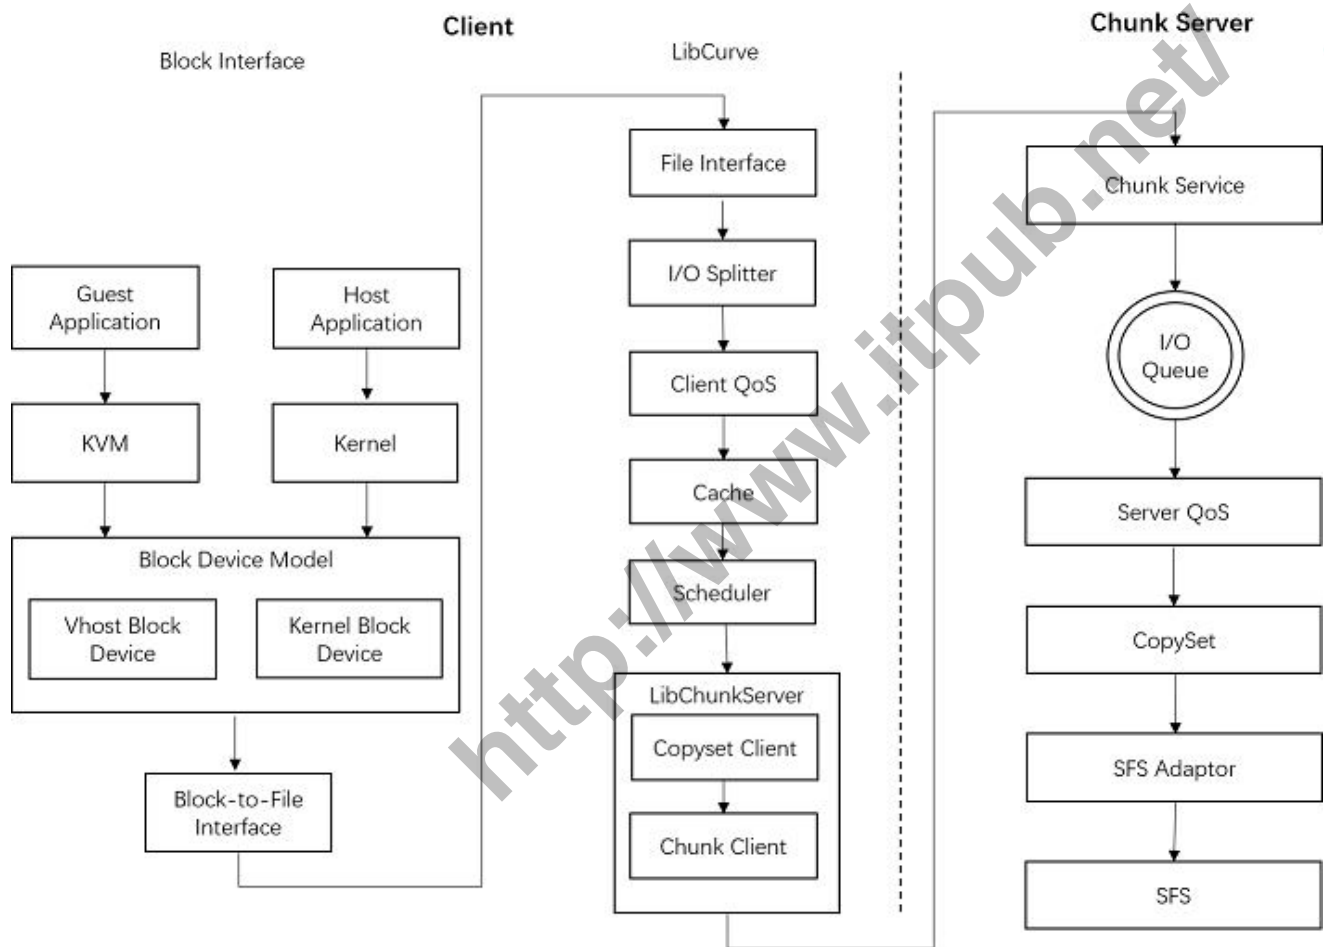 Client
Chunk Server
Block Interface
LibCurve
Guest
Application
Host
Application
KVM
Kernel
Block Device Model
Vhost Block
Device
Kernel Block
Device
Block-to-File
Interface
File Interface
I/O Splitter
Client QoS
Cache
Scheduler
LibChunkServer
Copyset Client
Chunk Client
Chunk Service
I/O
Queue
Server QoS
CopySet
SFS Adaptor
SFS
http://www.itpub.net/